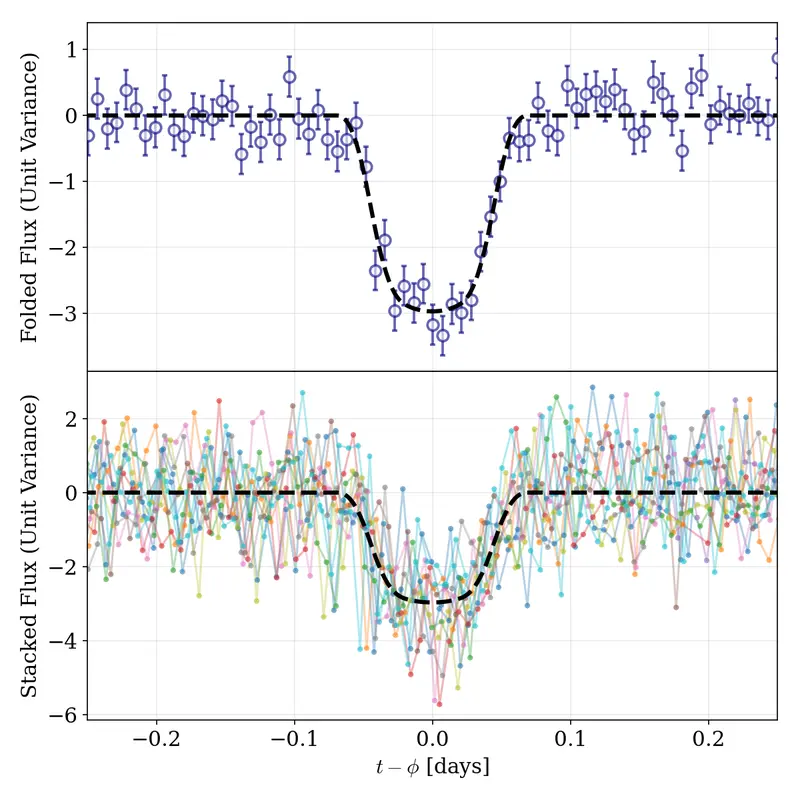 Folded Flux (Unit Variance)
1
0
−1
−2
−3
Stacked Flux (Unit Variance)
2
0
−2
−4
−6
−0.2 −0.1 0.0 0.1 0.2
t − ϕ [days]